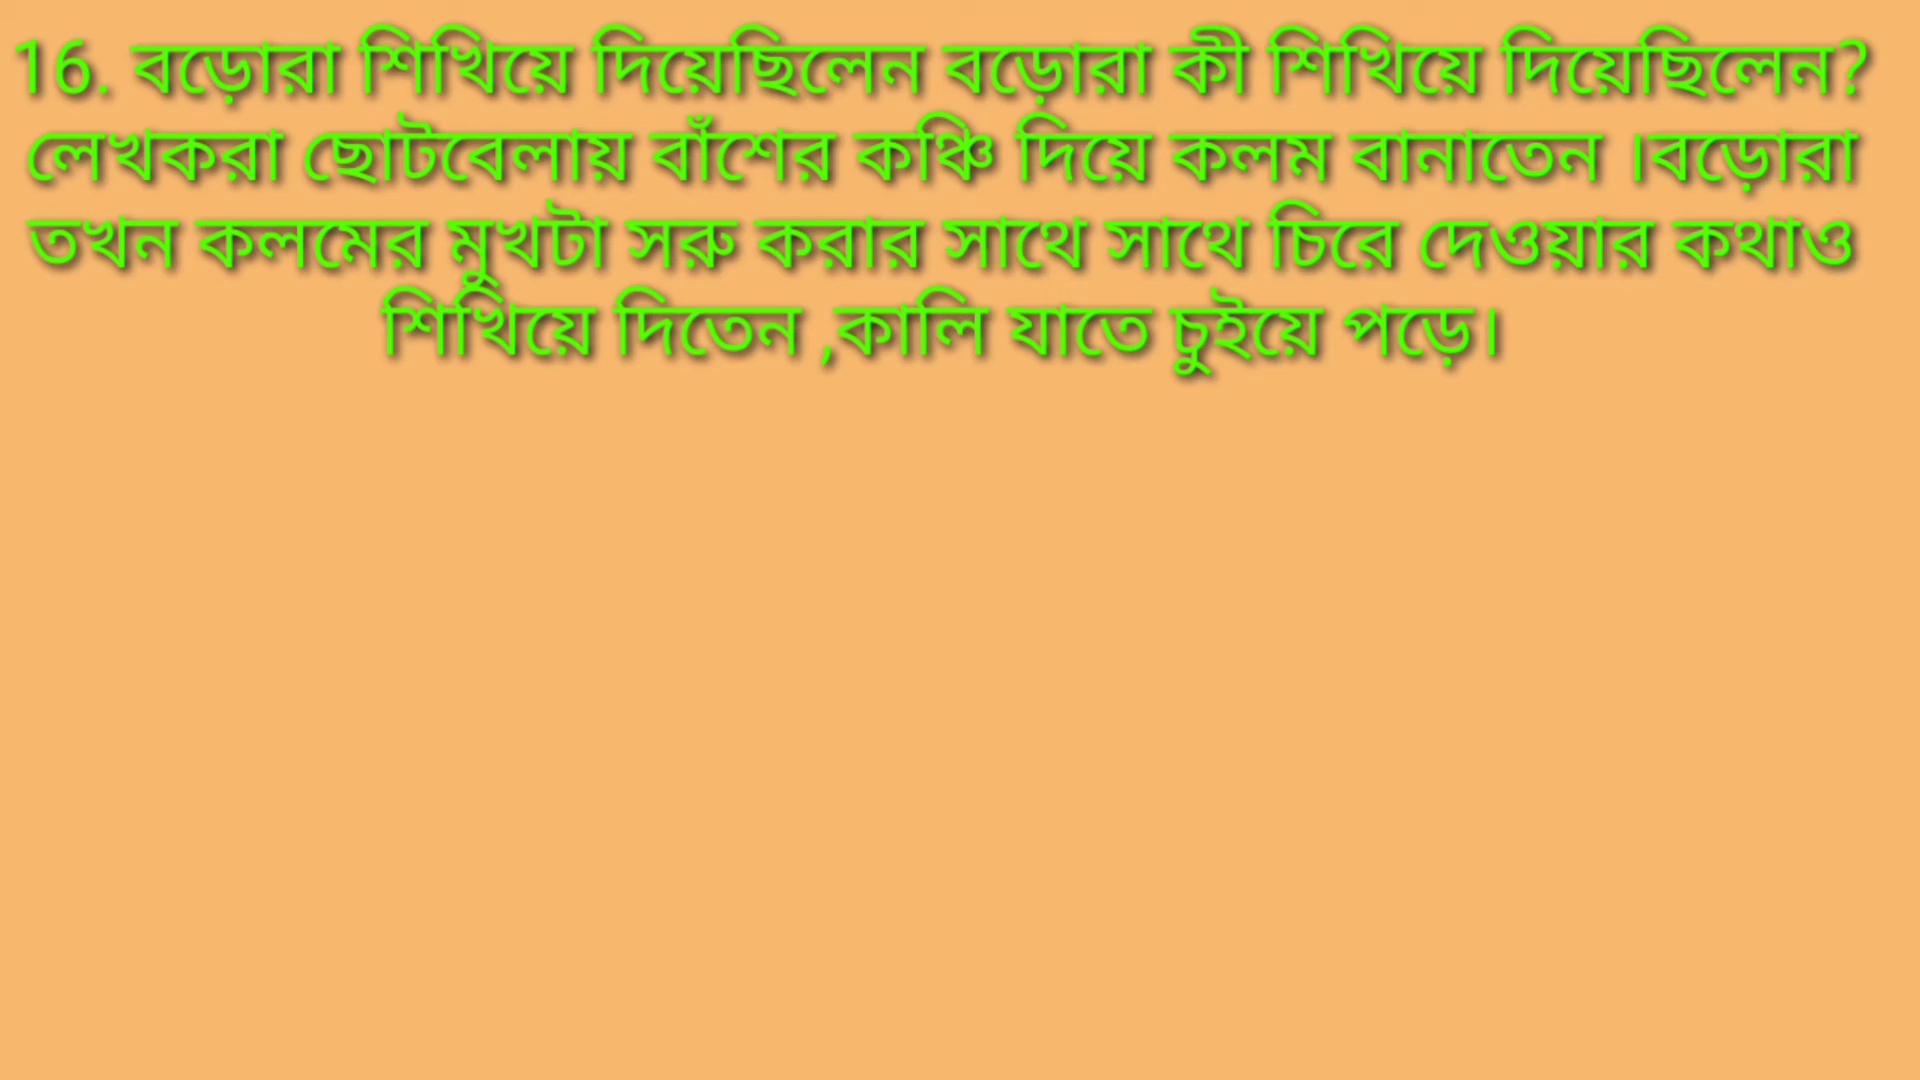 16. বড়োরা শিখিয়ে দিয়েছিলেন বড়োরা কী শিখিয়ে দিয়েছিলেন?
লেখকরা ছোটবেলায় বাঁশের কঞ্চি দিয়ে কলম বানাতেন ।বড়োরা
তখন কলমের মুখটা সরু করার সাথে সাথে চিরে দেওয়ার কথাও
শিখিয়ে দিতেন ,কালি যাতে চুইয়ে পড়ে।